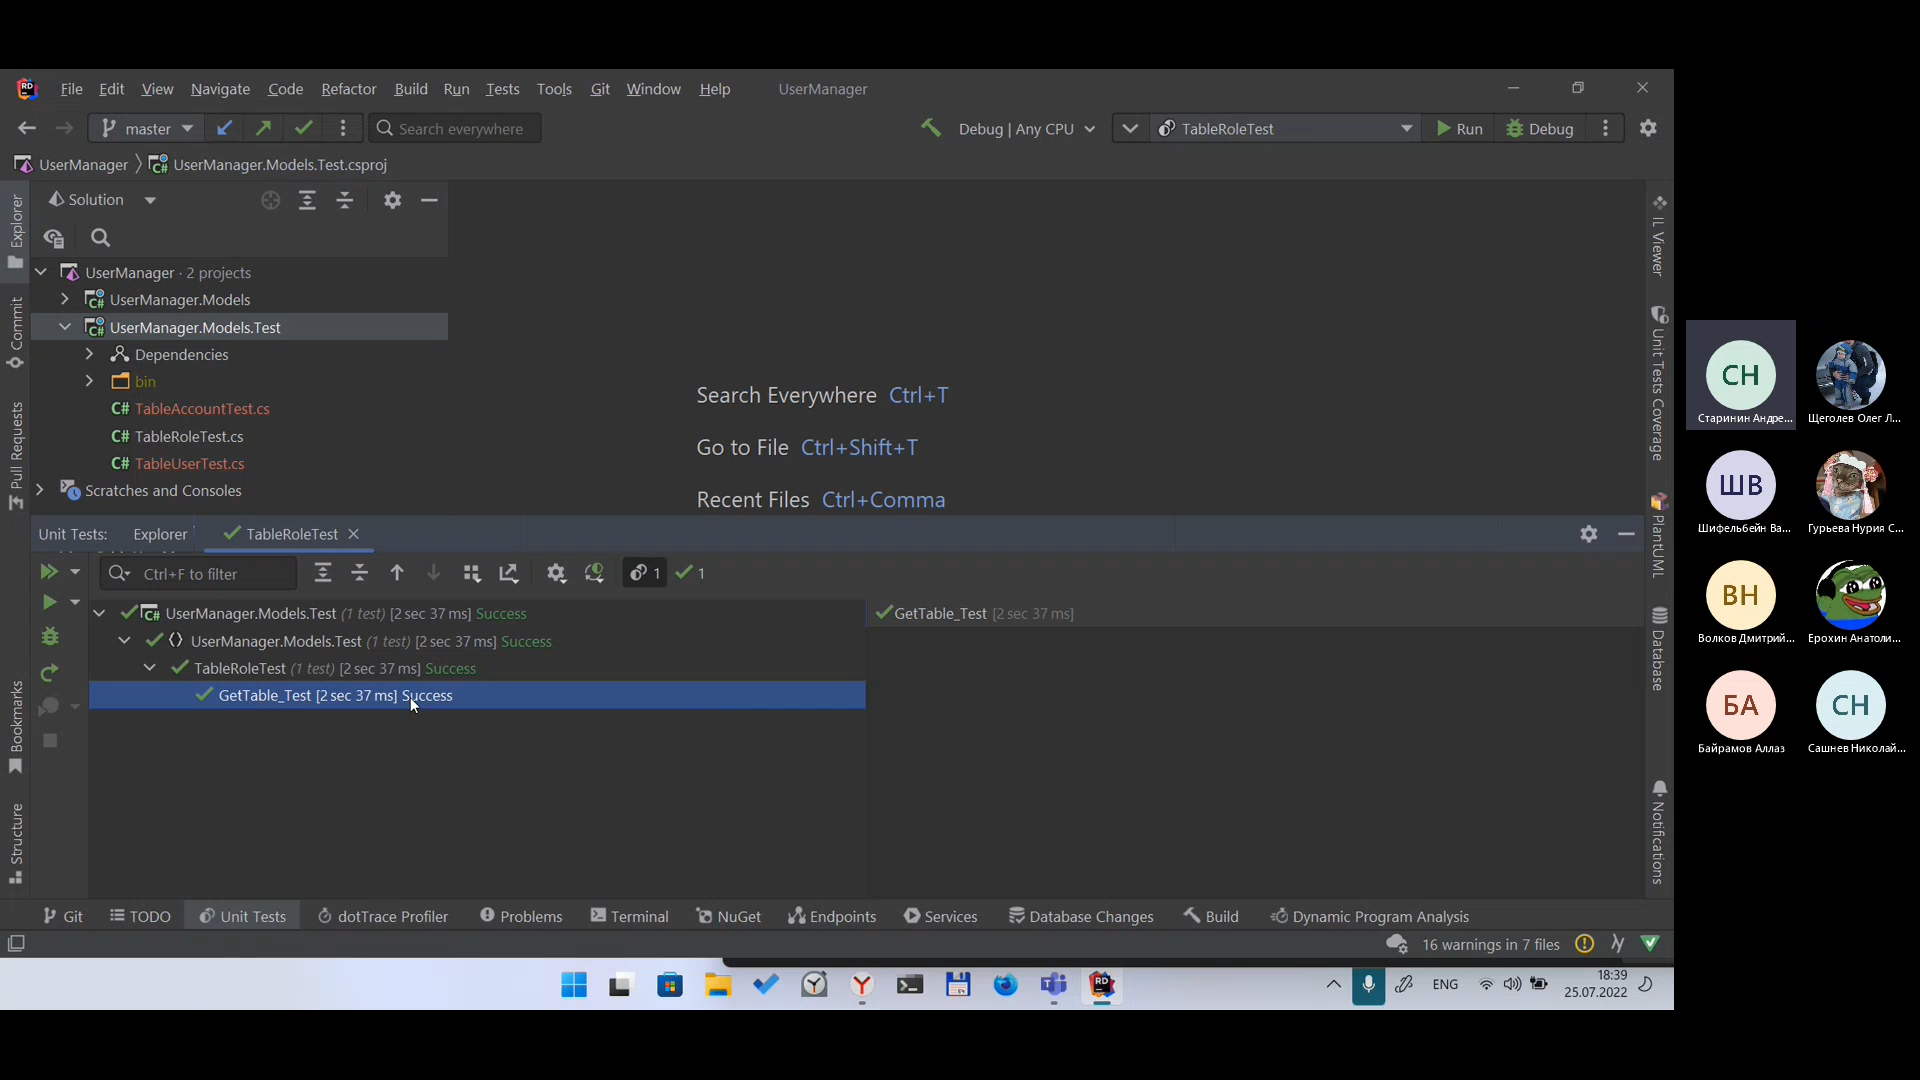 File Edit View Navigate Code Refactor Build Run Tests Tools Git Window Help UserManager
master Search everywhere Debug | Any CPU TableRoleTest Run Debug
UserManager UserManager.Models.Test.csproj
Solution
UserManager · 2 projects
UserManager.Models
UserManager.Models.Test
Dependencies
bin
C# TableAccountTest.cs
C# TableRoleTest.cs
C# TableUserTest.cs
Scratches and Consoles
Explorer
Commit
Pull Requests
Bookmarks
Structure
Search Everywhere Ctrl+T
Go to File Ctrl+Shift+T
Recent Files Ctrl+Comma
IL Viewer
Unit Tests Coverage
PlantUML
Database
Notifications
Unit Tests: Explorer TableRoleTest
Ctrl+F to filter 1 1
UserManager.Models.Test (1 test) [2 sec 37 ms] Success
UserManager.Models.Test (1 test) [2 sec 37 ms] Success
TableRoleTest (1 test) [2 sec 37 ms] Success
GetTable_Test [2 sec 37 ms] Success
GetTable_Test [2 sec 37 ms]
Git TODO Unit Tests dotTrace Profiler Problems Terminal NuGet Endpoints Services Database Changes Build Dynamic Program Analysis
16 warnings in 7 files
ENG 18:39
25.07.2022
СН
Старинин Андре...
Щеголев Олег Л...
ШВ
Шифельбейн Ва...
Гурьева Нурия С...
ВН
Волков Дмитрий...
Ерохин Анатоли...
БА
Байрамов Аллаз
СН
Сашнев Николай...